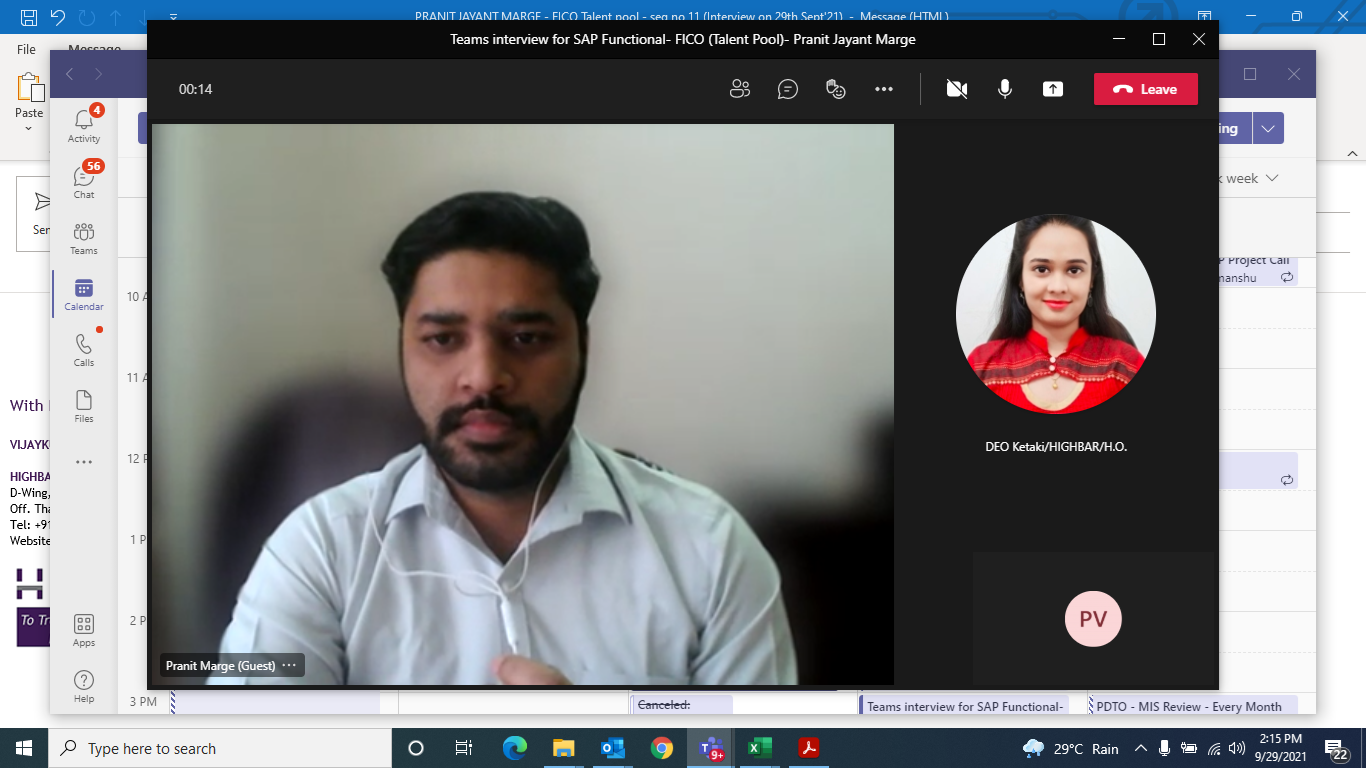 PRANIT JAYANT MARGE - FICO Talent pool - seq no 11 (Interview on 29th Sept'21) - Message (HTML)
File
Message
Paste
Teams interview for SAP Functional- FICO (Talent Pool)- Pranit Jayant Marge
00:14
Leave
4
Activity
56
Chat
Teams
Calendar
Calls
Files
Apps
Help
ing
k week
P Project Call
manshu
10 A
11 A
12 P
1 P
2 P
3 PM
Sen
With
VIJAYK
HIGHBA
D-Wing,
Off. Tha
Tel: +91
Website
To Tr
DEO Ketaki/HIGHBAR/H.O.
PV
Pranit Marge (Guest)
Canceled:
Teams interview for SAP Functional-
PDTO - MIS Review - Every Month
Type here to search
9+
29°C Rain
2:15 PM
9/29/2021
22